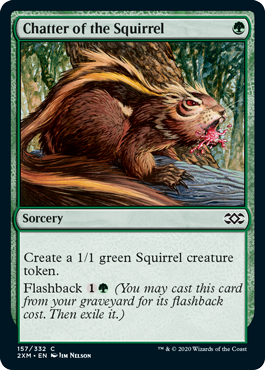 Chatter of the Squirrel
Sorcery
Create a 1/1 green Squirrel creature
token.
Flashback 1 (You may cast this card
from your graveyard for its flashback
cost. Then exile it.)
157/332 C
2XM • EN Jim Nelson
™ & © 2020 Wizards of the Coast